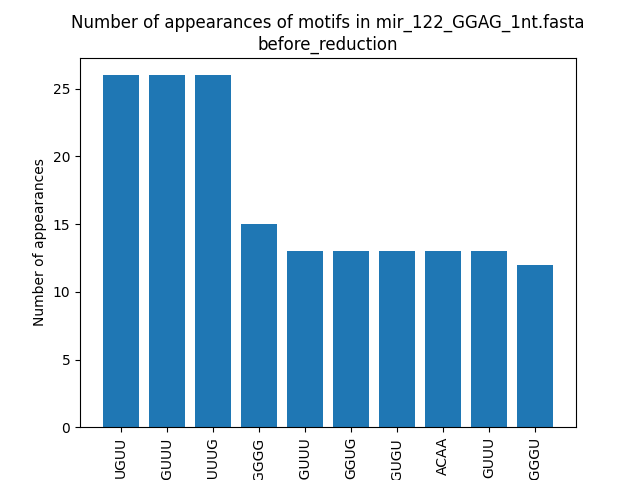 Number of appearances of motifs in mir_122_GGAG_1nt.fasta
before_reduction
Number of appearances
25
20
15
10
5
0
UGUU
GUUU
UUUG
GGGG
GUUU
GGUG
GUGU
ACAA
GUUU
GGGU